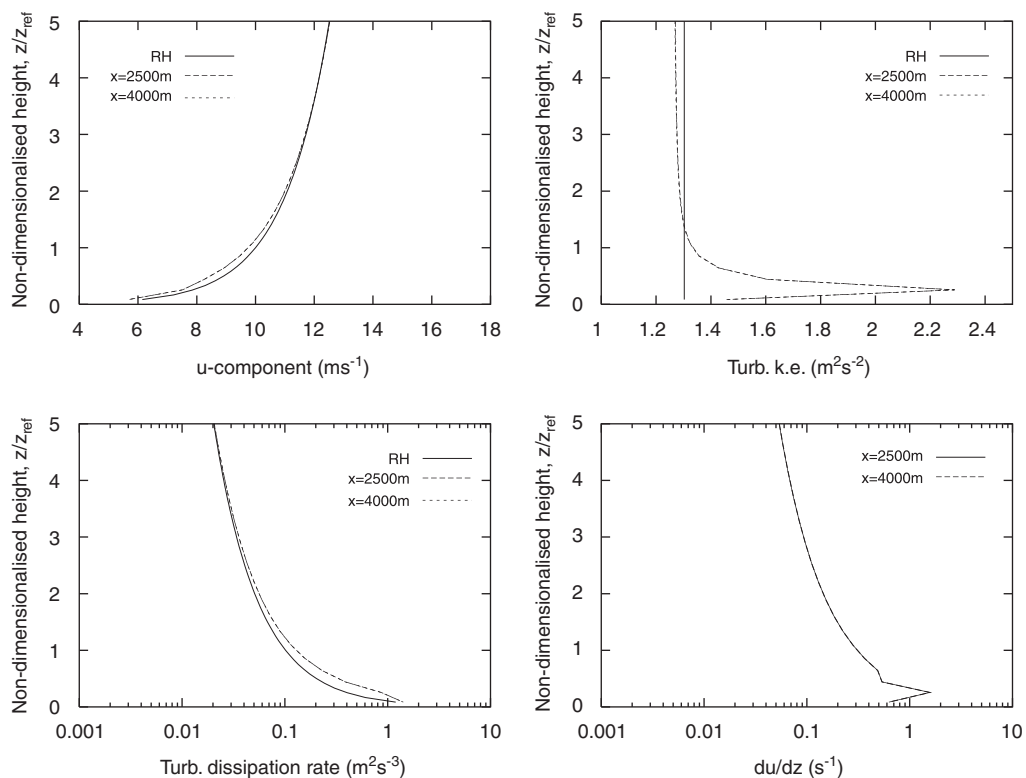 Non-dimensionalised height, z/z_ref
5
4
3
2
1
0
RH
x=2500m
x=4000m
4 6 8 10 12 14 16 18
u-component (ms⁻¹)
Non-dimensionalised height, z/z_ref
5
4
3
2
1
0
RH
x=2500m
x=4000m
1 1.2 1.4 1.6 1.8 2 2.2 2.4
Turb. k.e. (m²s⁻²)
Non-dimensionalised height, z/z_ref
5
4
3
2
1
0
RH
x=2500m
x=4000m
0.001 0.01 0.1 1 10
Turb. dissipation rate (m²s⁻³)
Non-dimensionalised height, z/z_ref
5
4
3
2
1
0
x=2500m
x=4000m
0.001 0.01 0.1 1 10
du/dz (s⁻¹)